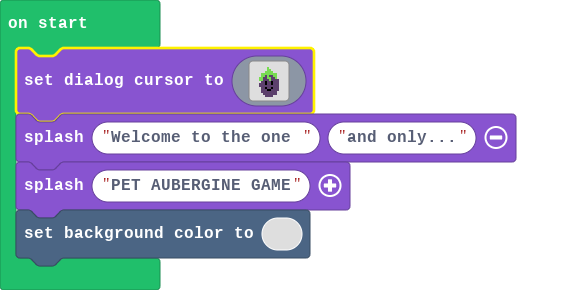 on start
set dialog cursor to
splash "Welcome to the one " "and only..."
splash "PET AUBERGINE GAME"
set background color to